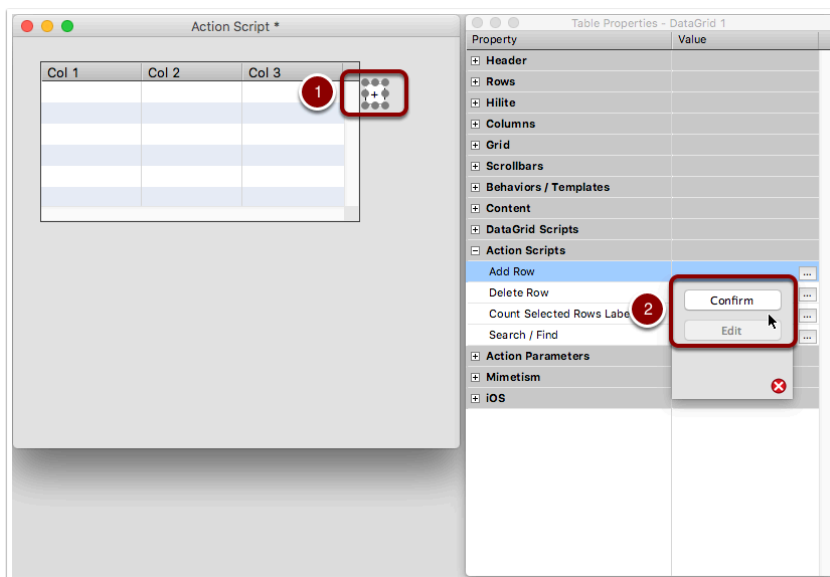 Action Script *
Col 1 Col 2 Col 3
1
+
Table Properties - DataGrid 1
Property Value
Header
Rows
Hilite
Columns
Grid
Scrollbars
Behaviors / Templates
Content
DataGrid Scripts
Action Scripts
Add Row ...
Delete Row ...
Count Selected Rows Labe ...
Search / Find ...
2
Confirm
Edit
Action Parameters
Mimetism
iOS